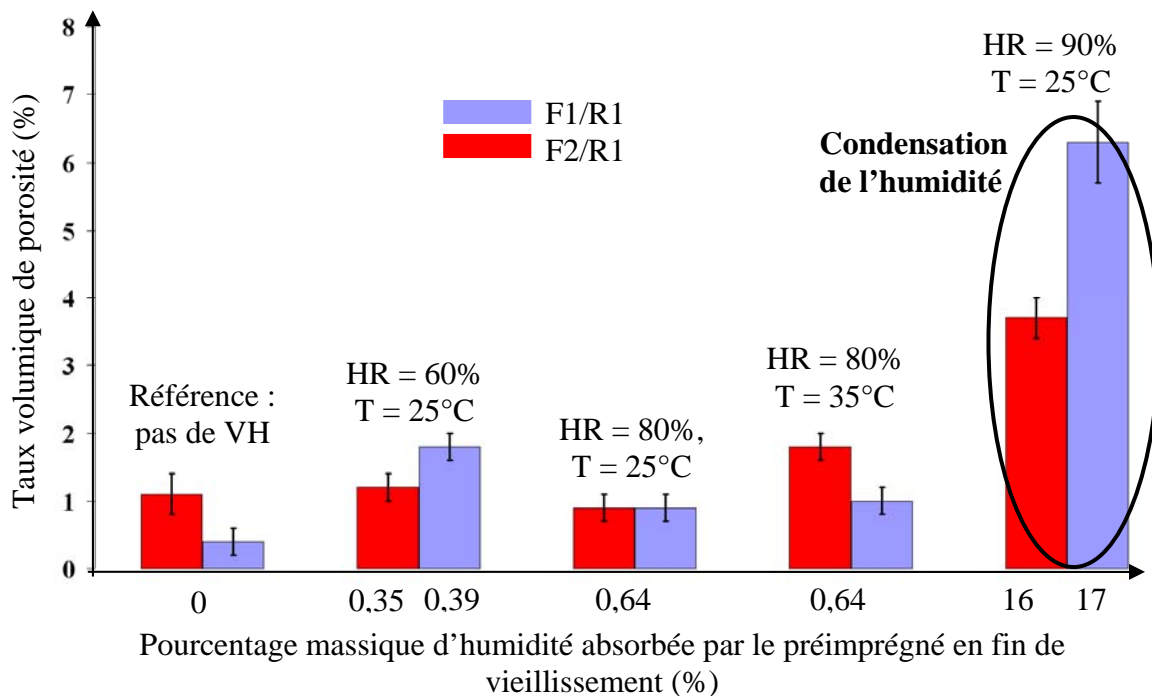 Taux volumique de porosité (%)
8
7
6
5
4
3
2
1
0
F1/R1
F2/R1
Référence :
pas de VH
HR = 60%
T = 25°C
HR = 80%,
T = 25°C
HR = 80%
T = 35°C
HR = 90%
T = 25°C
Condensation
de l’humidité
0 0,35 0,39 0,64 0,64 16 17
Pourcentage massique d’humidité absorbée par le préimprégné en fin de
vieillissement (%)